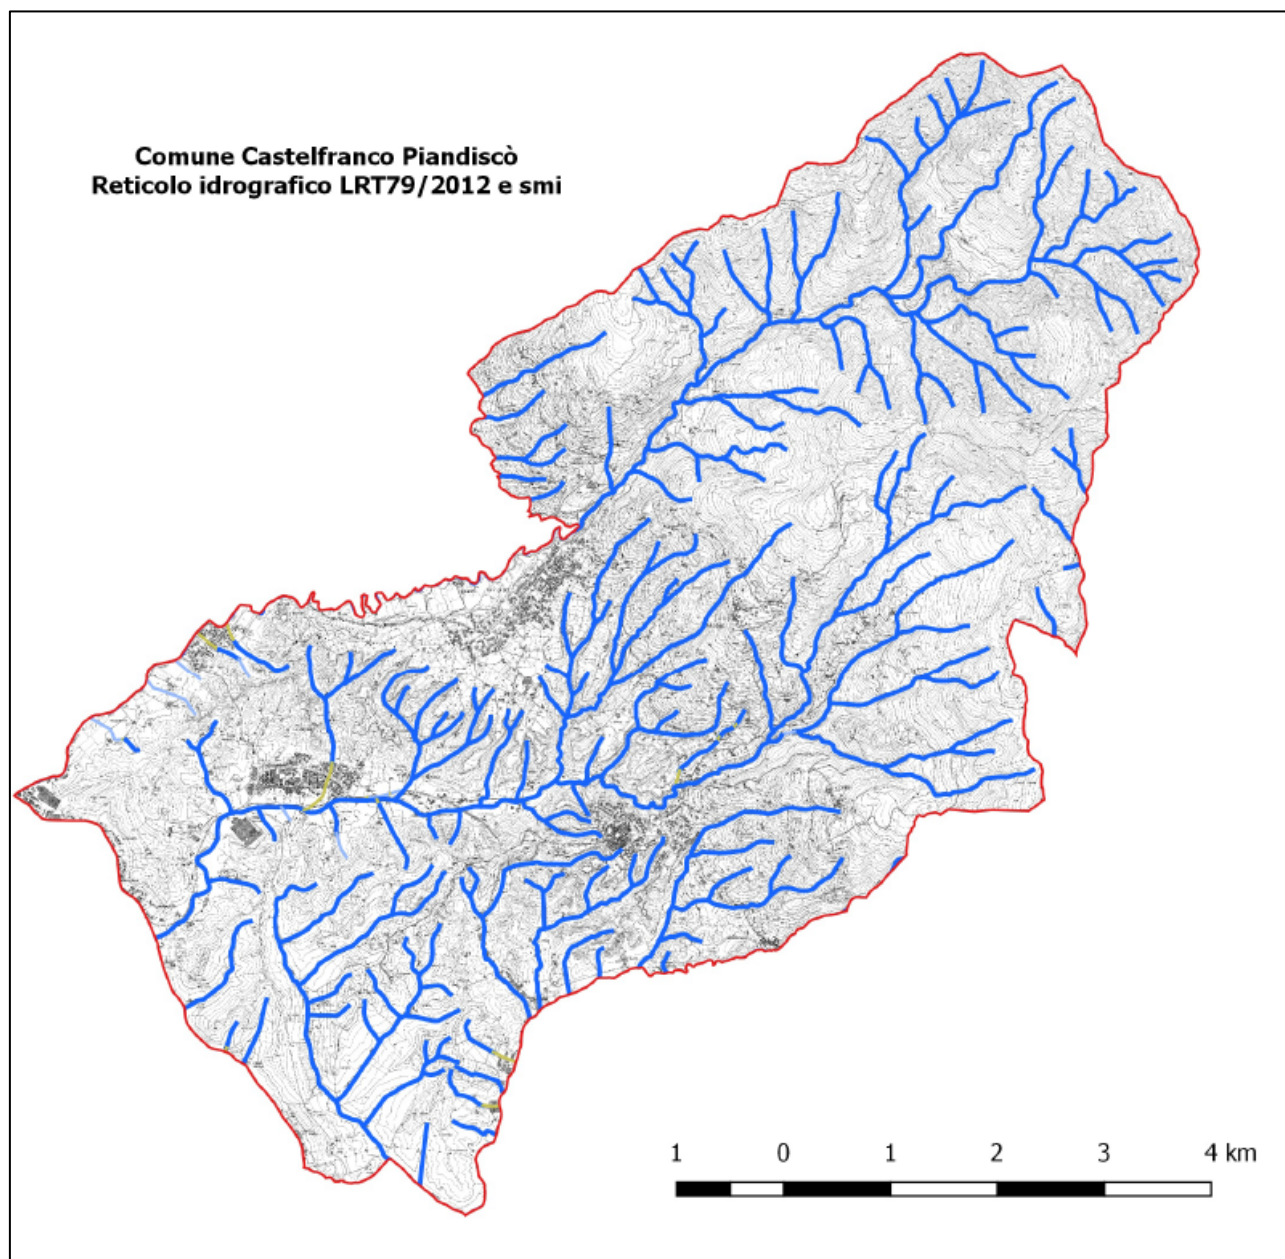 Comune Castelfranco Piandiscò
Reticolo idrografico LRT79/2012 e smi
1 0 1 2 3 4 km